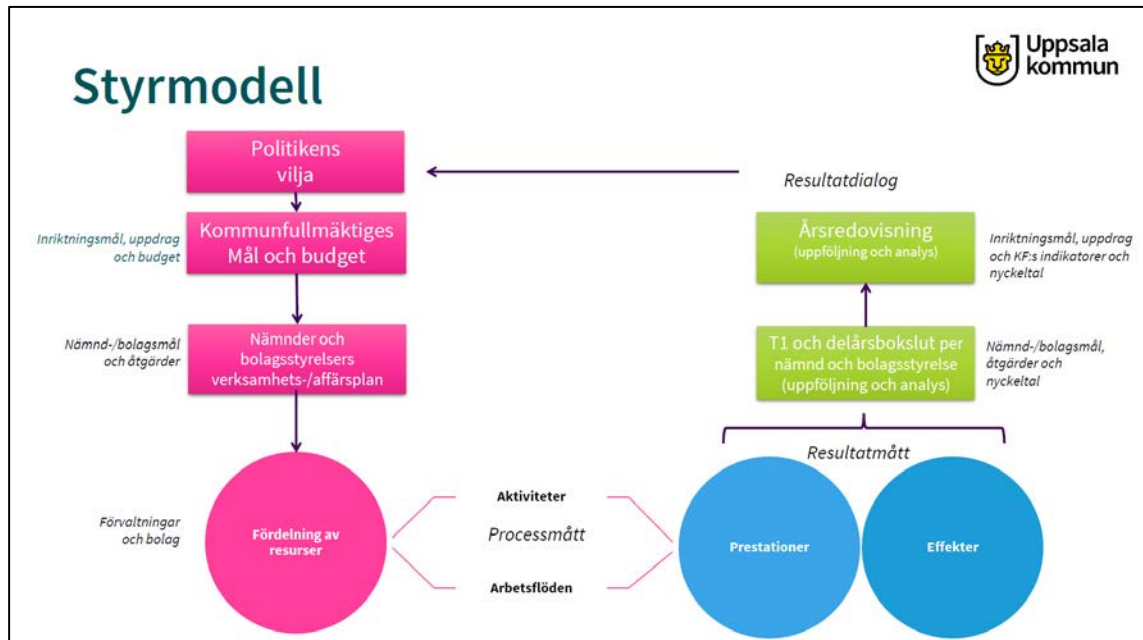 Uppsala
kommun
Styrmodell
Politikens
vilja
Resultatdialog
Inriktningsmål, uppdrag
och budget
Kommunfullmäktiges
Mål och budget
Årsredovisning
(uppföljning och analys)
Inriktningsmål, uppdrag
och KF:s indikatorer och
nyckeltal
Nämnd-/bolagsmål
och åtgärder
Nämnder och
bolagsstyrelsers
verksamhets-/affärsplan
T1 och delårsbokslut per
nämnd och bolagsstyrelse
(uppföljning och analys)
Nämnd-/bolagsmål,
åtgärder och
nyckeltal
Resultatmått
Förvaltningar
och bolag
Fördelning av
resurser
Aktiviteter
Processmått
Arbetsflöden
Prestationer
Effekter